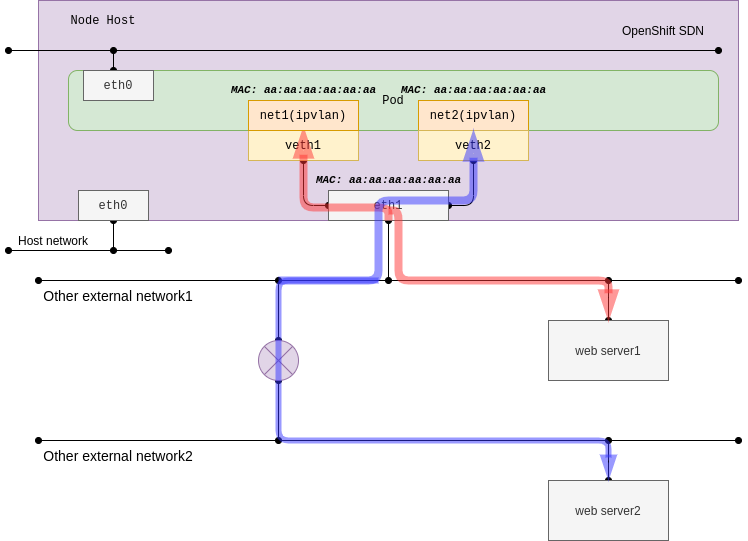 Node Host
OpenShift SDN
eth0
MAC: aa:aa:aa:aa:aa:aa
MAC: aa:aa:aa:aa:aa:aa
Pod
net1(ipvlan)
net2(ipvlan)
veth1
veth2
MAC: aa:aa:aa:aa:aa:aa
eth0
eth1
Host network
Other external network1
web server1
Other external network2
web server2